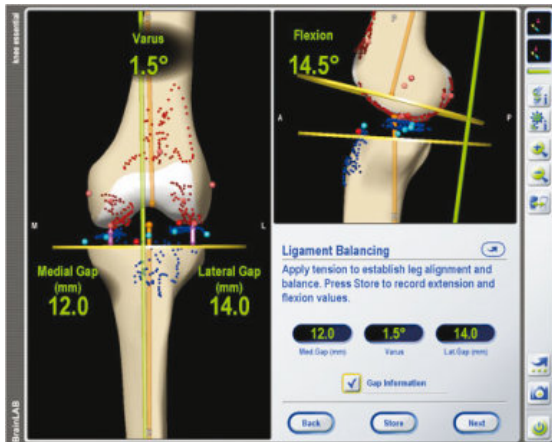 knee essential
Varus
1.5°
M
L
Medial Gap
(mm)
12.0
Lateral Gap
(mm)
14.0
BrainLAB
Flexion
14.5°
P
A
P
Ligament Balancing
Apply tension to establish leg alignment and
balance. Press Store to record extension and
flexion values.
12.0
1.5°
14.0
Med.Gap (mm)
Varus
Lat.Gap (mm)
Gap Information
Back
Store
Next